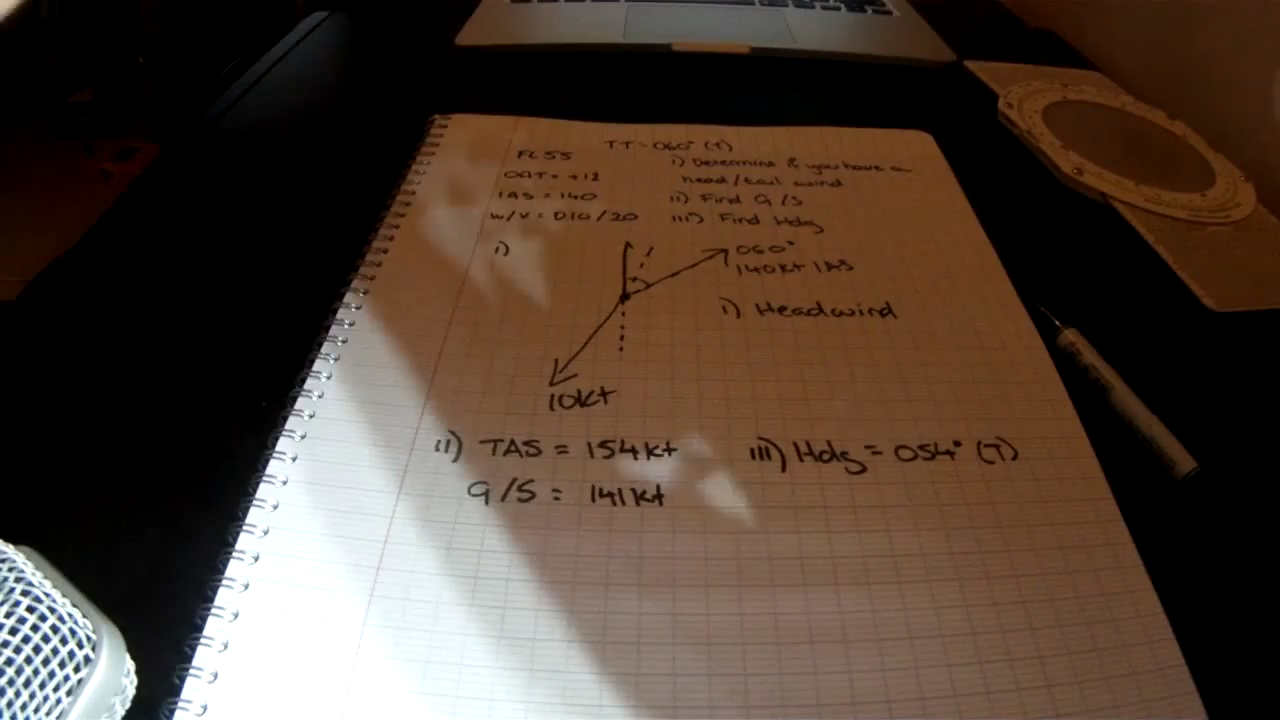 TT=060° (T)
FL55
OAT= +12
IAS = 140
W/V = 010/20
i) Determine if you have a
head/tail wind
ii) Find G/S
iii) Find Hdg
i)
060°
140kt IAS
i) Headwind
10kt
ii) TAS = 154kt
G/S = 141kt
iii) Hdg = 054° (T)